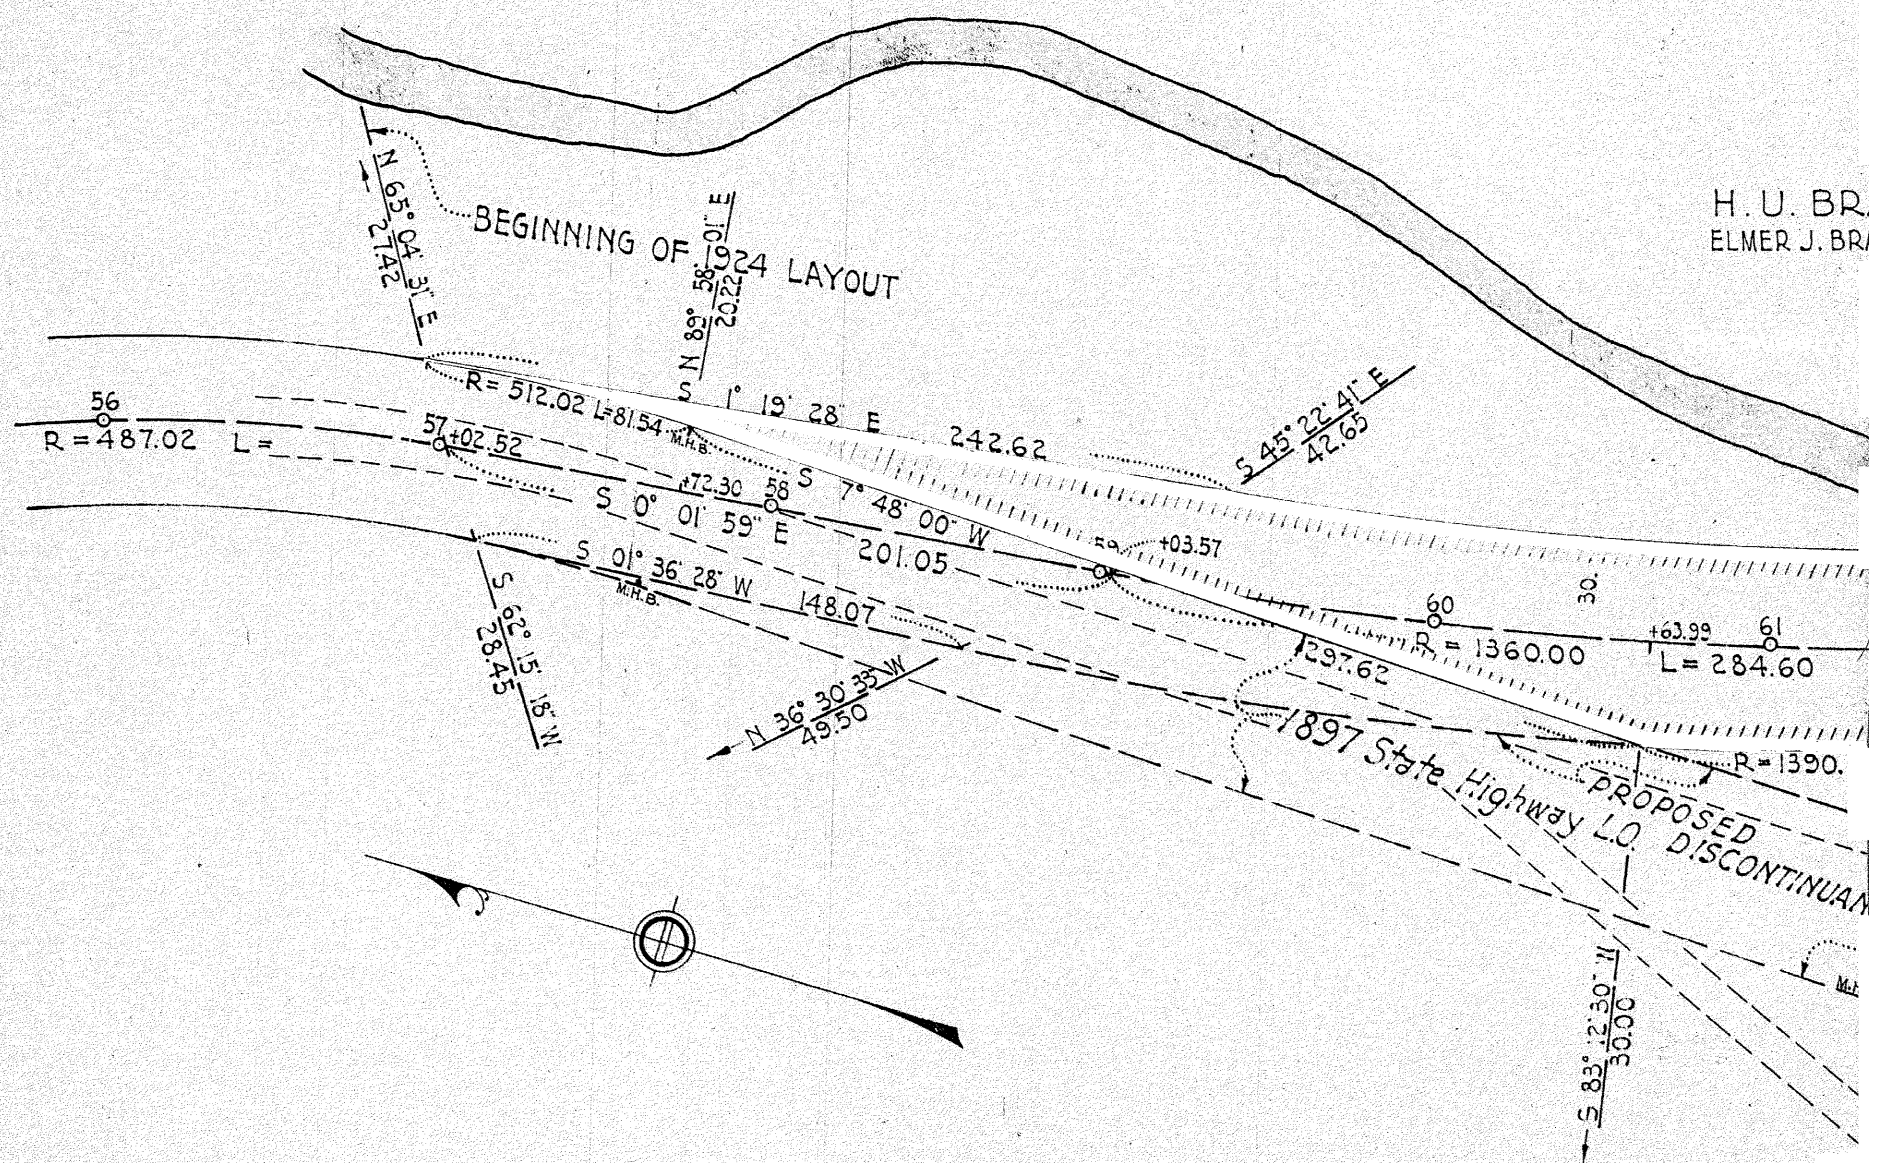 H. U. BR
ELMER J. BRA
N 65° 04' 31" E
27.42
BEGINNING OF 1924 LAYOUT
N 89° 58' 01" E
20.22
S 45° 22' 41" E
42.65
R = 512.02 L=81.54
M.H.B.
S 1° 19' 28" E 242.62
56
R = 487.02 L =
57 +02.52
+72.30 58
S 7° 48' 00" W
297.62
S 0° 01' 59" E
201.05
59 +03.57
S 01° 36' 28" W 148.07
M.H.B.
S 62° 15' 18" W
28.45
N 36° 30' 33" W
49.50
30.
60
R = 1360.00
+63.99 61
L = 284.60
R=1390.
1897 State Highway L.O.
PROPOSED
DISCONTINUAN
S 83° 12' 30" W
30.00